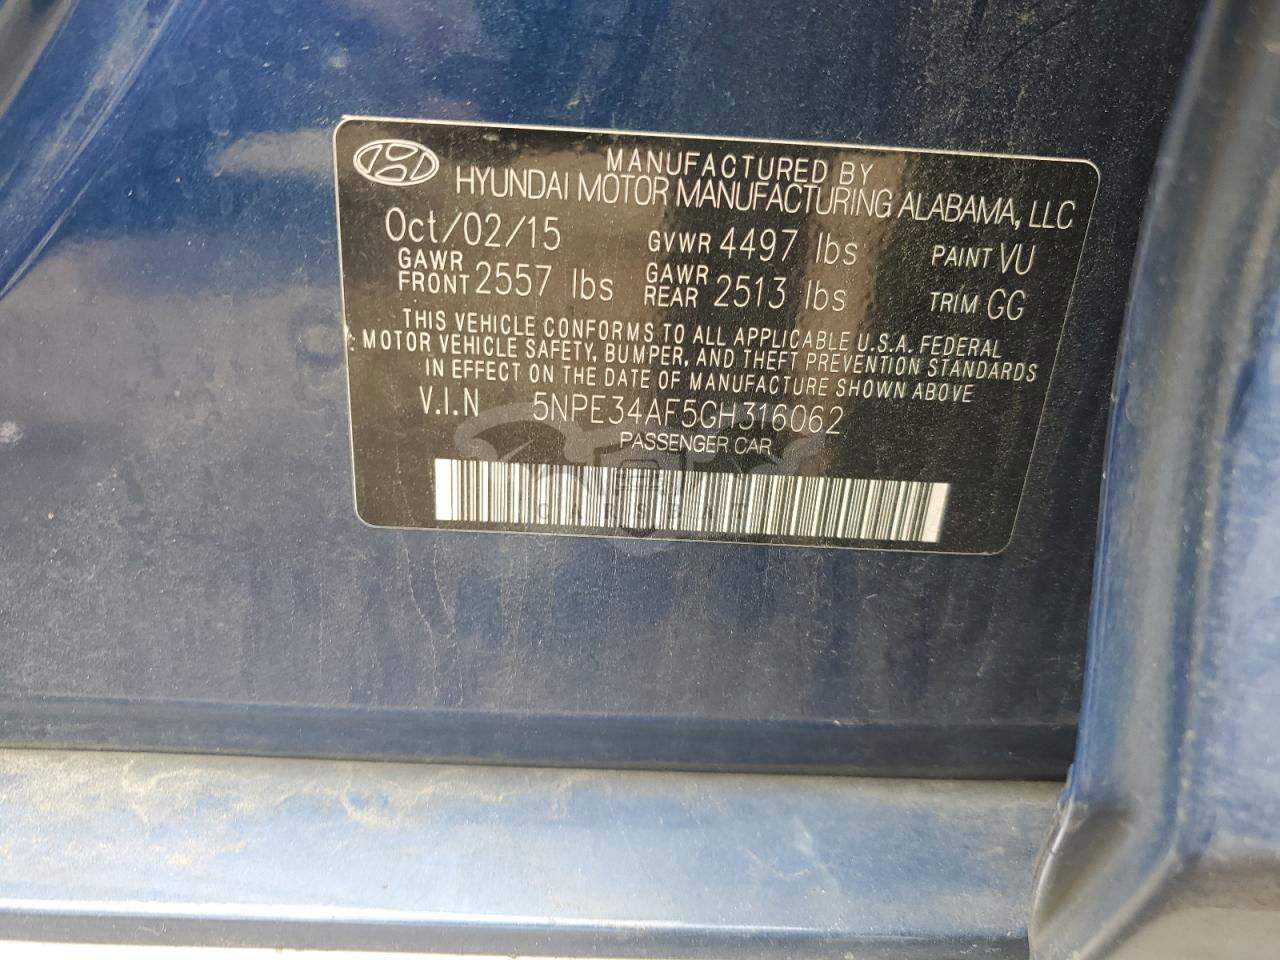 MANUFACTURED BY
HYUNDAI MOTOR MANUFACTURING ALABAMA, LLC
Oct/02/15 GVWR 4497 lbs PAINT VU
GAWR FRONT 2557 lbs GAWR REAR 2513 lbs TRIM GG
THIS VEHICLE CONFORMS TO ALL APPLICABLE U.S.A. FEDERAL
MOTOR VEHICLE SAFETY, BUMPER, AND THEFT PREVENTION STANDARDS
IN EFFECT ON THE DATE OF MANUFACTURE SHOWN ABOVE
V.I.N 5NPE34AF5GH316062
PASSENGER CAR